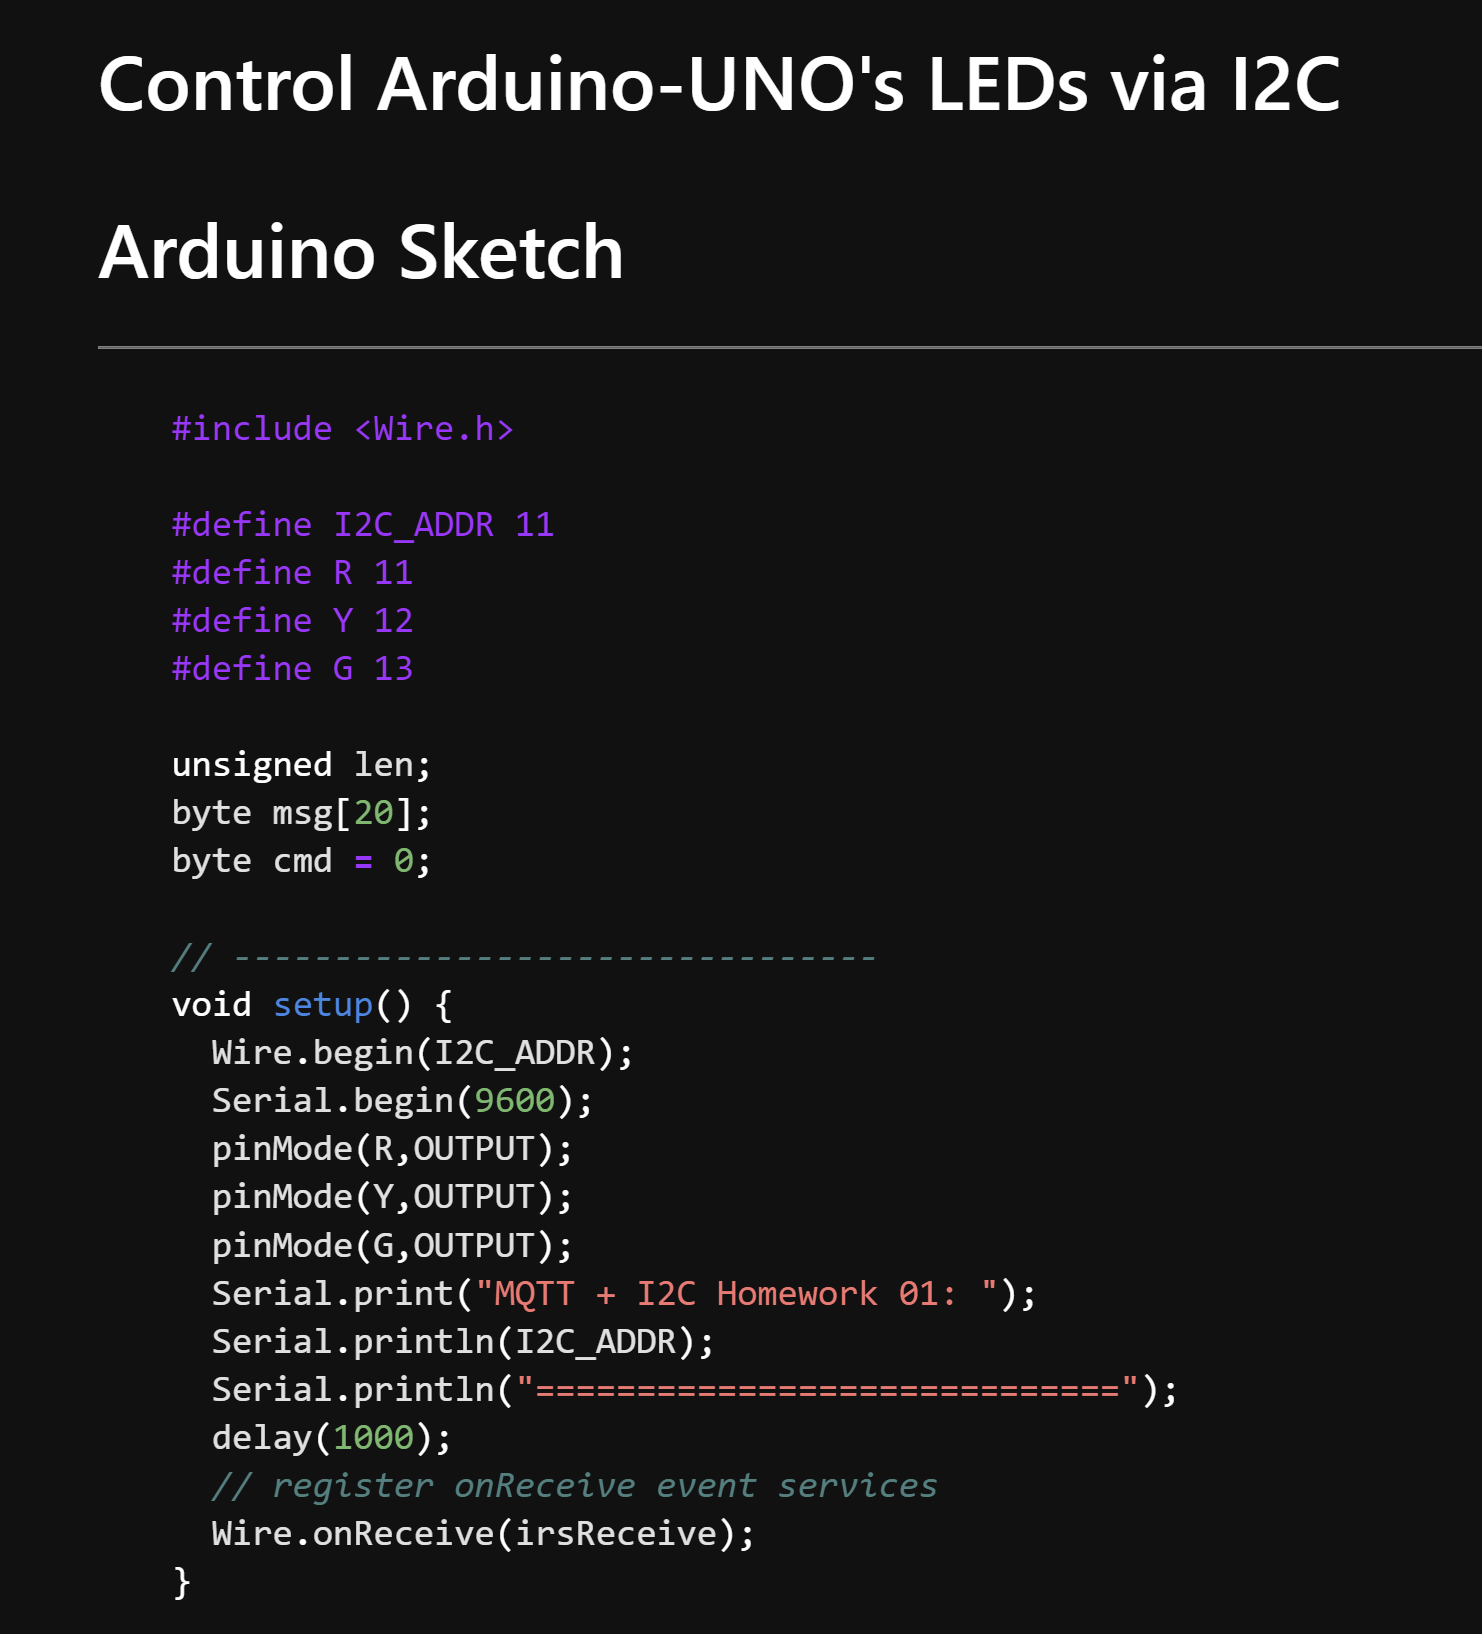 Control Arduino-UNO's LEDs via I2C
Arduino Sketch
#include <Wire.h>
#define I2C_ADDR 11
#define R 11
#define Y 12
#define G 13
unsigned len;
byte msg[20];
byte cmd = 0;
// --------------------------------
void setup() {
  Wire.begin(I2C_ADDR);
  Serial.begin(9600);
  pinMode(R,OUTPUT);
  pinMode(Y,OUTPUT);
  pinMode(G,OUTPUT);
  Serial.print("MQTT + I2C Homework 01: ");
  Serial.println(I2C_ADDR);
  Serial.println("=============================");
  delay(1000);
  // register onReceive event services
  Wire.onReceive(irsReceive);
}